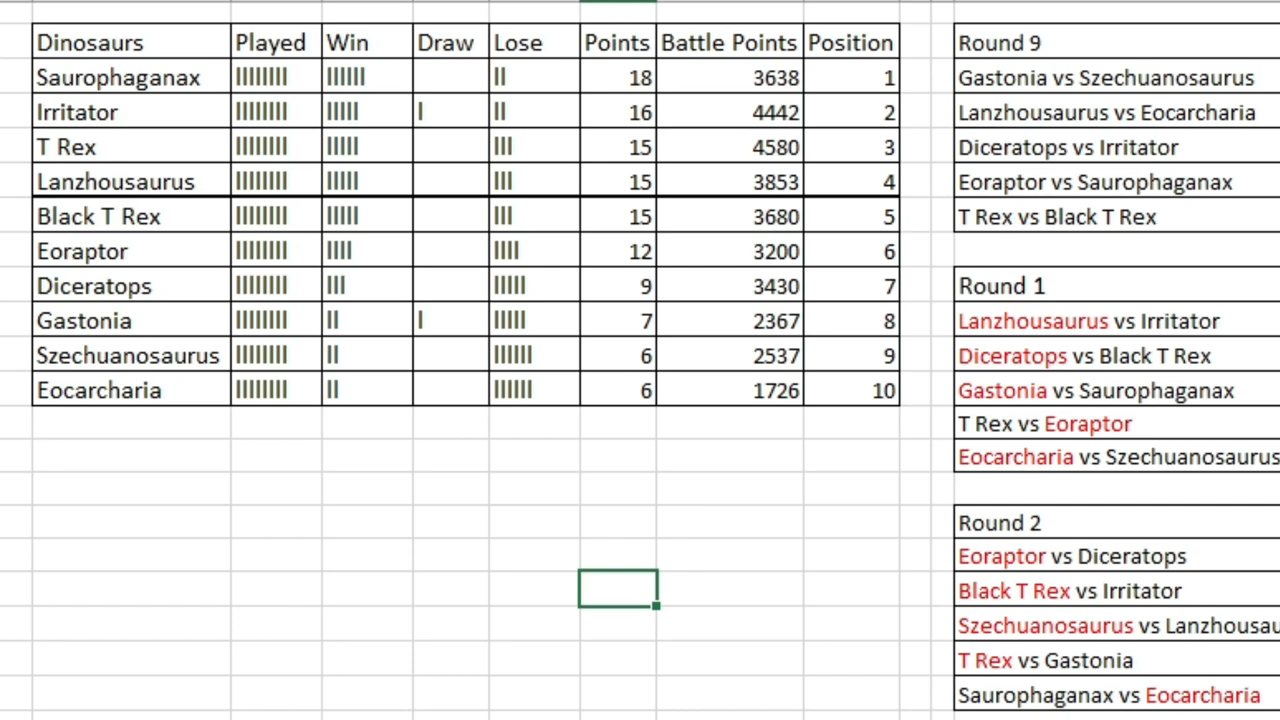 Dinosaurs Played Win Draw Lose Points Battle Points Position
Saurophaganax IIIIIIII IIIIII II 18 3638 1
Irritator IIIIIIII IIIII I II 16 4442 2
T Rex IIIIIIII IIIII III 15 4580 3
Lanzhousaurus IIIIIIII IIIII III 15 3853 4
Black T Rex IIIIIIII IIIII III 15 3680 5
Eoraptor IIIIIIII IIII IIII 12 3200 6
Diceratops IIIIIIII III IIIII 9 3430 7
Gastonia IIIIIIII II I IIIII 7 2367 8
Szechuanosaurus IIIIIIII II IIIIII 6 2537 9
Eocarcharia IIIIIIII II IIIIII 6 1726 10
Round 9
Gastonia vs Szechuanosaurus
Lanzhousaurus vs Eocarcharia
Diceratops vs Irritator
Eoraptor vs Saurophaganax
T Rex vs Black T Rex
Round 1
Lanzhousaurus vs Irritator
Diceratops vs Black T Rex
Gastonia vs Saurophaganax
T Rex vs Eoraptor
Eocarcharia vs Szechuanosaurus
Round 2
Eoraptor vs Diceratops
Black T Rex vs Irritator
Szechuanosaurus vs Lanzhousau
T Rex vs Gastonia
Saurophaganax vs Eocarcharia